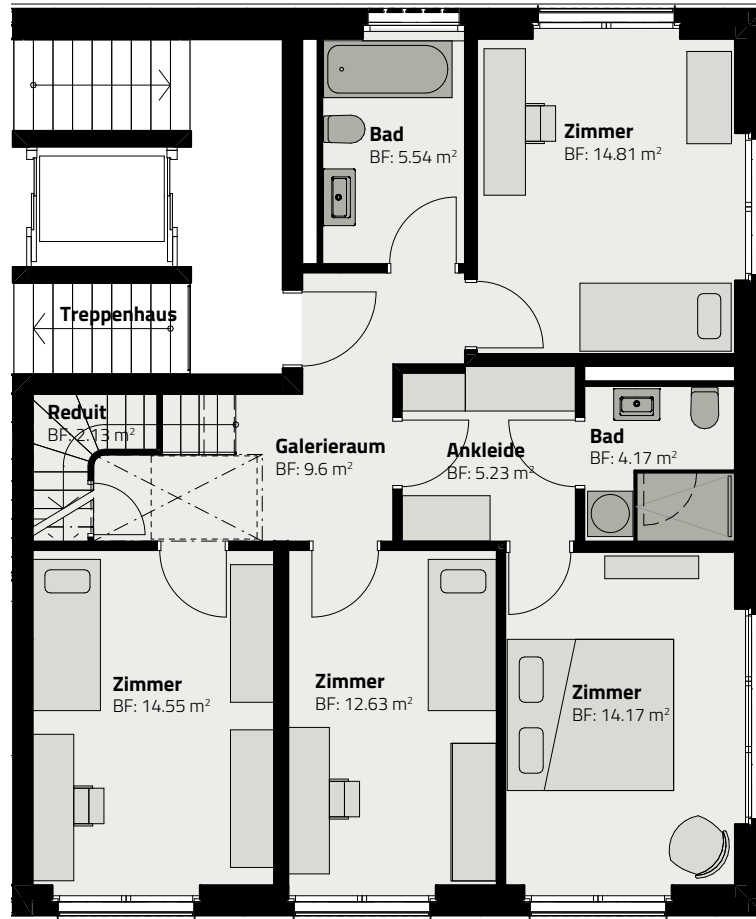 Bad
BF: 5.54 m²
Zimmer
BF: 14.81 m²
Treppenhaus
Reduit
BF: 2.13 m²
Galerieraum
BF: 9.6 m²
Ankleide
BF: 5.23 m²
Bad
BF: 4.17 m²
Zimmer
BF: 14.55 m²
Zimmer
BF: 12.63 m²
Zimmer
BF: 14.17 m²